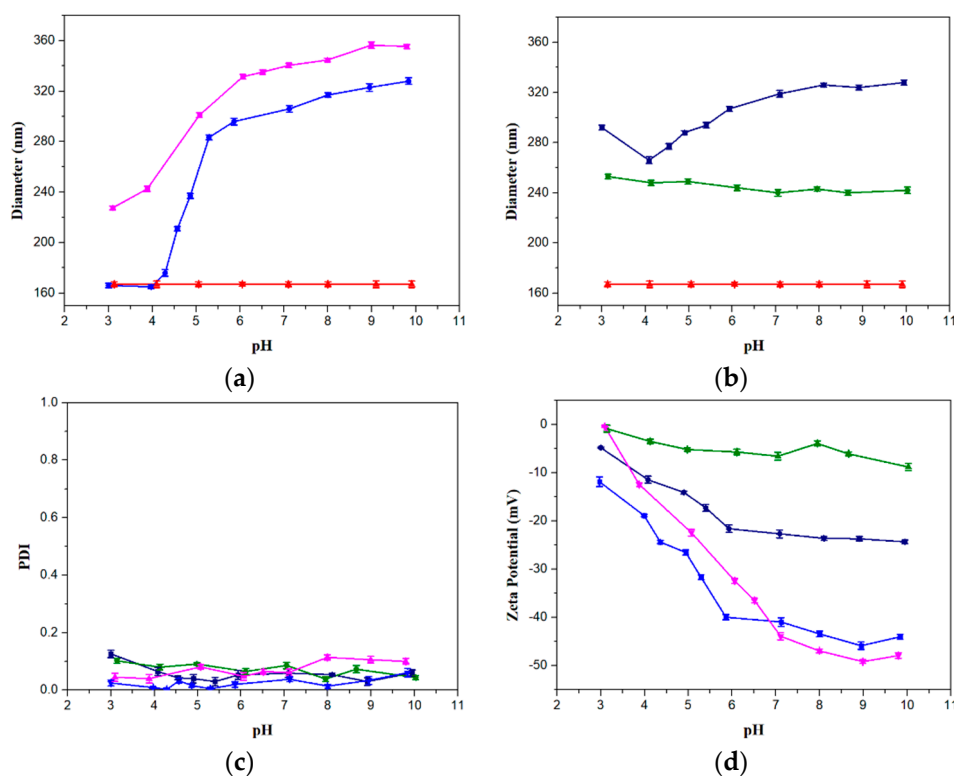 360
320
280
240
200
160
Diameter (nm)
2 3 4 5 6 7 8 9 10 11
pH
(a)
360
320
280
240
200
160
Diameter (nm)
2 3 4 5 6 7 8 9 10 11
pH
(b)
1.0
0.8
0.6
0.4
0.2
0.0
PDI
2 3 4 5 6 7 8 9 10 11
pH
(c)
0
-10
-20
-30
-40
-50
Zeta Potential (mV)
2 3 4 5 6 7 8 9 10 11
pH
(d)